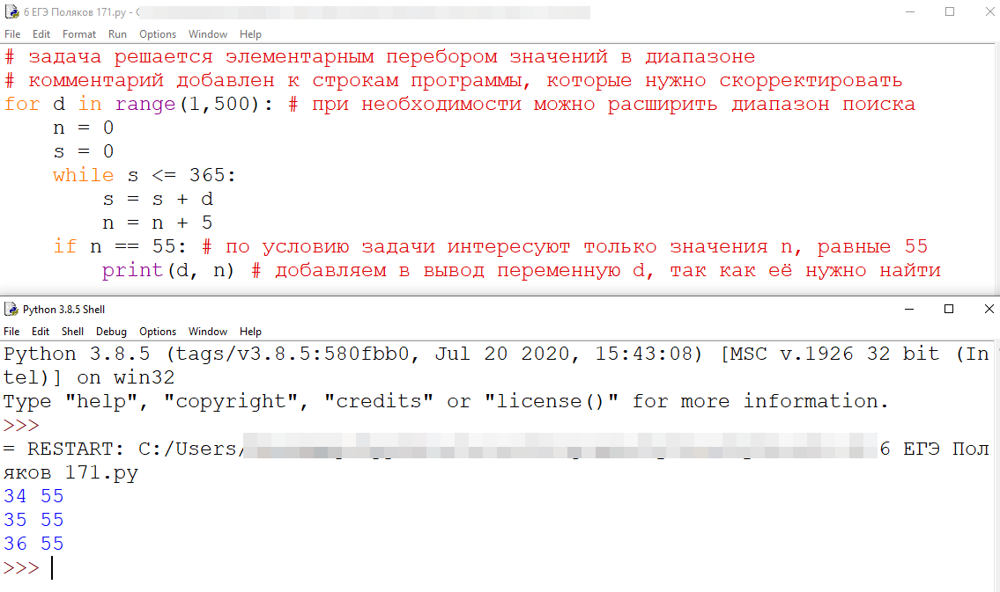 6 ЕГЭ Поляков 171.py - C
File Edit Format Run Options Window Help
# задача решается элементарным перебором значений в диапазоне
# комментарий добавлен к строкам программы, которые нужно скорректировать
for d in range(1,500): # при необходимости можно расширить диапазон поиска
    n = 0
    s = 0
    while s <= 365:
        s = s + d
        n = n + 5
    if n == 55: # по условию задачи интересуют только значения n, равные 55
        print(d, n) # добавляем в вывод переменную d, так как её нужно найти
Python 3.8.5 Shell
File Edit Shell Debug Options Window Help
Python 3.8.5 (tags/v3.8.5:580fbb0, Jul 20 2020, 15:43:08) [MSC v.1926 32 bit (In
tel)] on win32
Type "help", "copyright", "credits" or "license()" for more information.
>>>
= RESTART: C:/Users/ 6 ЕГЭ Пол
яков 171.py
34 55
35 55
36 55
>>>